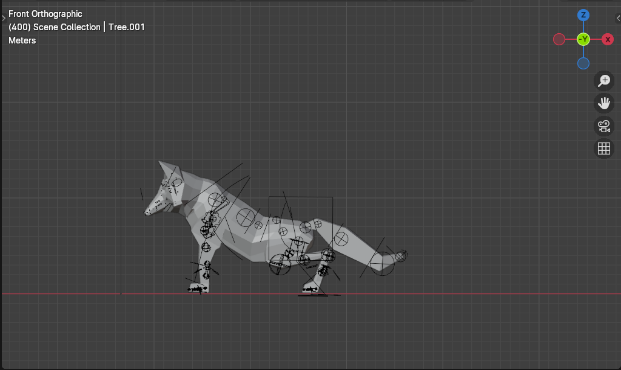 Front Orthographic
(400) Scene Collection | Tree.001
Meters
Z
-Y
X